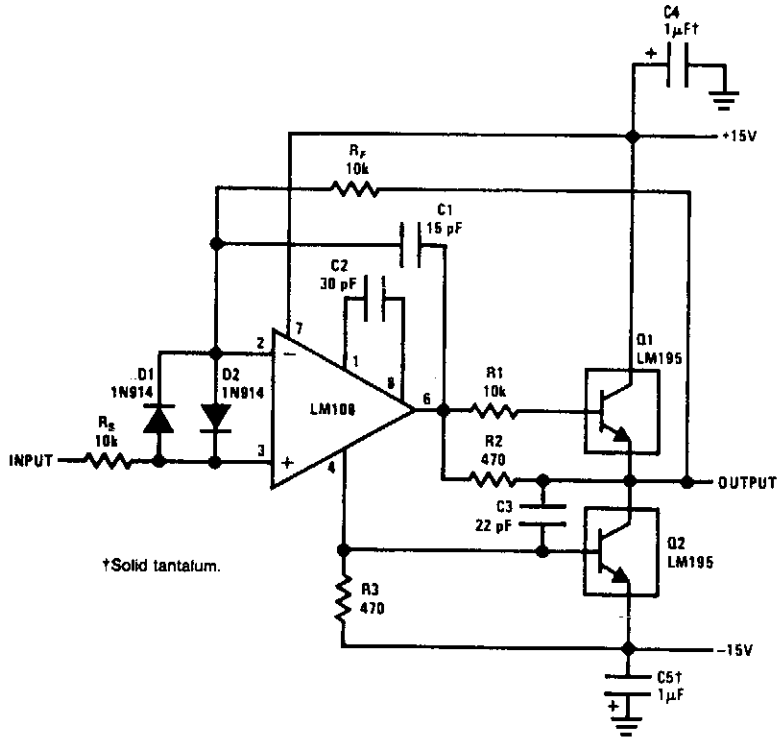 C4
1µF†
+
+15V
RF
10k
C1
15 pF
C2
30 pF
Q1
LM195
7
2
−
1
8
D1
1N914
D2
1N914
LM108
6
R1
10k
RS
10k
INPUT
3
+
4
R2
470
OUTPUT
C3
22 pF
Q2
LM195
†Solid tantalum.
R3
470
−15V
C5†
1µF
+